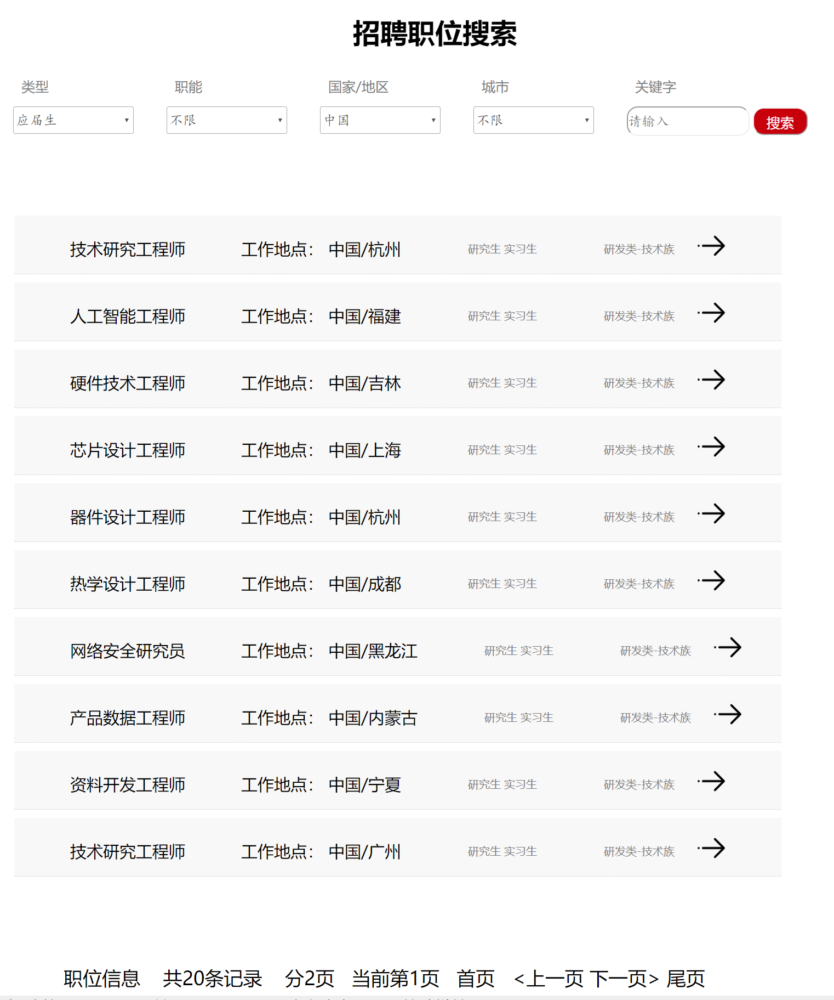 招聘职位搜索
类型 职能 国家/地区 城市 关键字
应届生 不限 中国 不限 请输入 搜索
技术研究工程师 工作地点： 中国/杭州 研究生 实习生 研发类-技术族
人工智能工程师 工作地点： 中国/福建 研究生 实习生 研发类-技术族
硬件技术工程师 工作地点： 中国/吉林 研究生 实习生 研发类-技术族
芯片设计工程师 工作地点： 中国/上海 研究生 实习生 研发类-技术族
器件设计工程师 工作地点： 中国/杭州 研究生 实习生 研发类-技术族
热学设计工程师 工作地点： 中国/成都 研究生 实习生 研发类-技术族
网络安全研究员 工作地点： 中国/黑龙江 研究生 实习生 研发类-技术族
产品数据工程师 工作地点： 中国/内蒙古 研究生 实习生 研发类-技术族
资料开发工程师 工作地点： 中国/宁夏 研究生 实习生 研发类-技术族
技术研究工程师 工作地点： 中国/广州 研究生 实习生 研发类-技术族
职位信息 共20条记录 分2页 当前第1页 首页 <上一页 下一页> 尾页